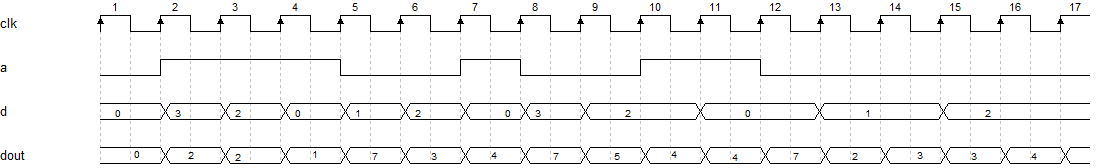 1 2 3 4 5 6 7 8 9 10 11 12 13 14 15 16 17
clk
a
d 0 3 2 0 1 2 0 3 2 0 1 2
dout 0 2 2 1 7 3 4 7 5 4 4 7 2 3 3 4